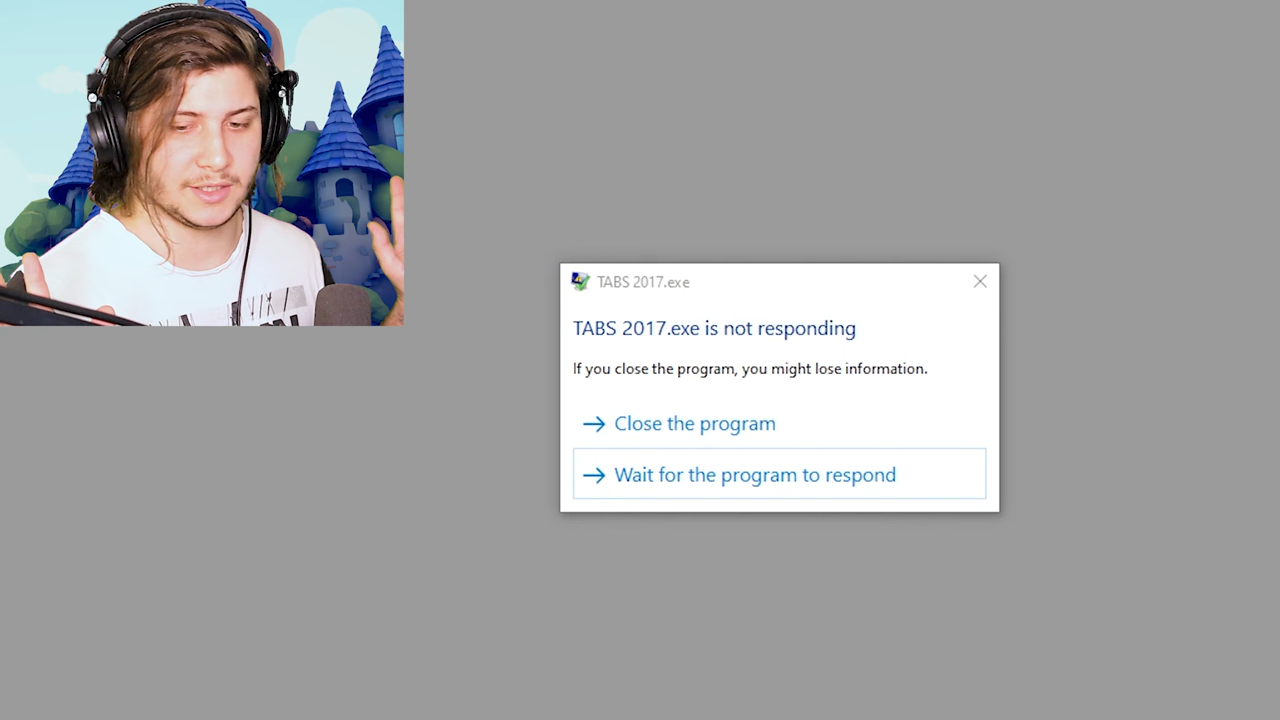 TABS 2017.exe
TABS 2017.exe is not responding
If you close the program, you might lose information.
Close the program
Wait for the program to respond